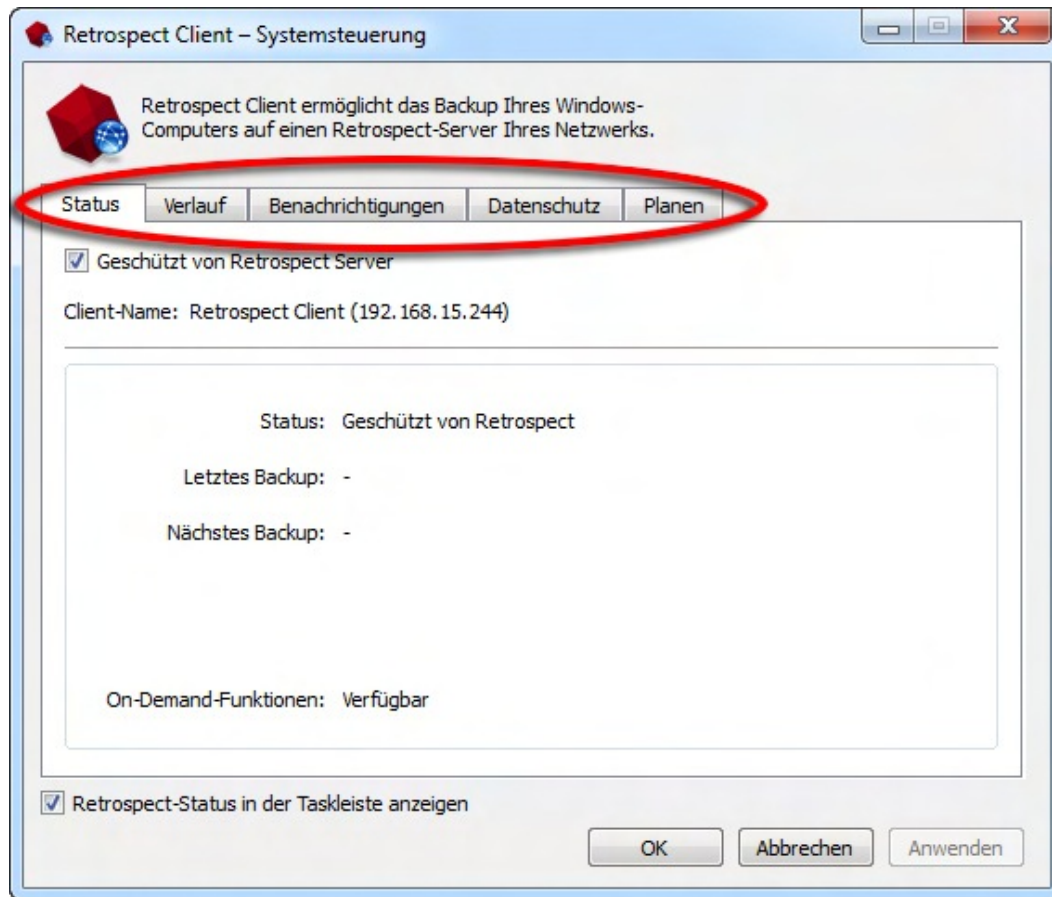 Retrospect Client – Systemsteuerung
Retrospect Client ermöglicht das Backup Ihres Windows-
Computers auf einen Retrospect-Server Ihres Netzwerks.
Status Verlauf Benachrichtigungen Datenschutz Planen
Geschützt von Retrospect Server
Client-Name: Retrospect Client (192.168.15.244)
Status: Geschützt von Retrospect
Letztes Backup: -
Nächstes Backup: -
On-Demand-Funktionen: Verfügbar
Retrospect-Status in der Taskleiste anzeigen
OK Abbrechen Anwenden